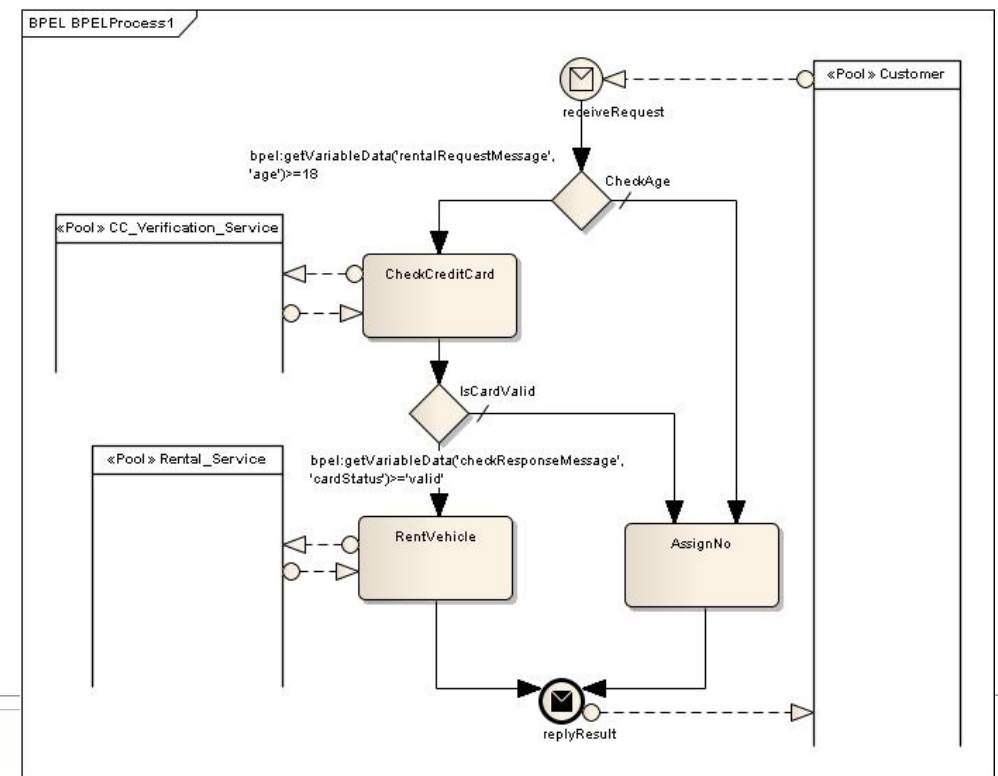 BPEL BPELProcess1
«Pool» Customer
receiveRequest
bpel:getVariableData('rentalRequestMessage',
'age')>=18
CheckAge
«Pool» CC_Verification_Service
CheckCreditCard
IsCardValid
«Pool» Rental_Service
bpel:getVariableData('checkResponseMessage',
'cardStatus')>='valid'
RentVehicle
AssignNo
replyResult